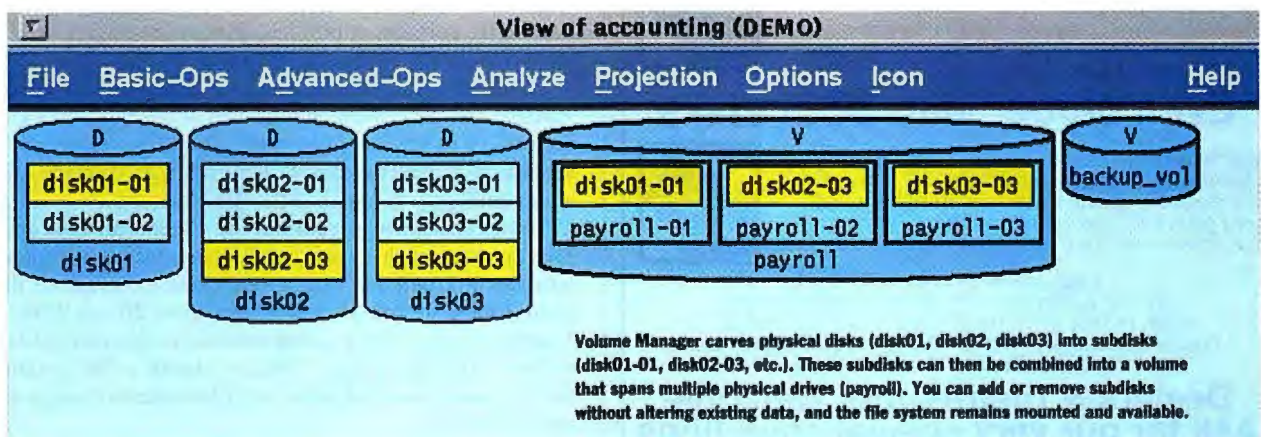 View of accounting (DEMO)
File Basic-Ops Advanced-Ops Analyze Projection Options Icon Help
D
disk01-01
disk01-02
disk01
D
disk02-01
disk02-02
disk02-03
disk02
D
disk03-01
disk03-02
disk03-03
disk03
V
disk01-01
payroll-01
disk02-03
payroll-02
disk03-03
payroll-03
payroll
V
backup_vol
Volume Manager carves physical disks (disk01, disk02, disk03) into subdisks
(disk01-01, disk02-03, etc.). These subdisks can then be combined into a volume
that spans multiple physical drives (payroll). You can add or remove subdisks
without altering existing data, and the file system remains mounted and available.